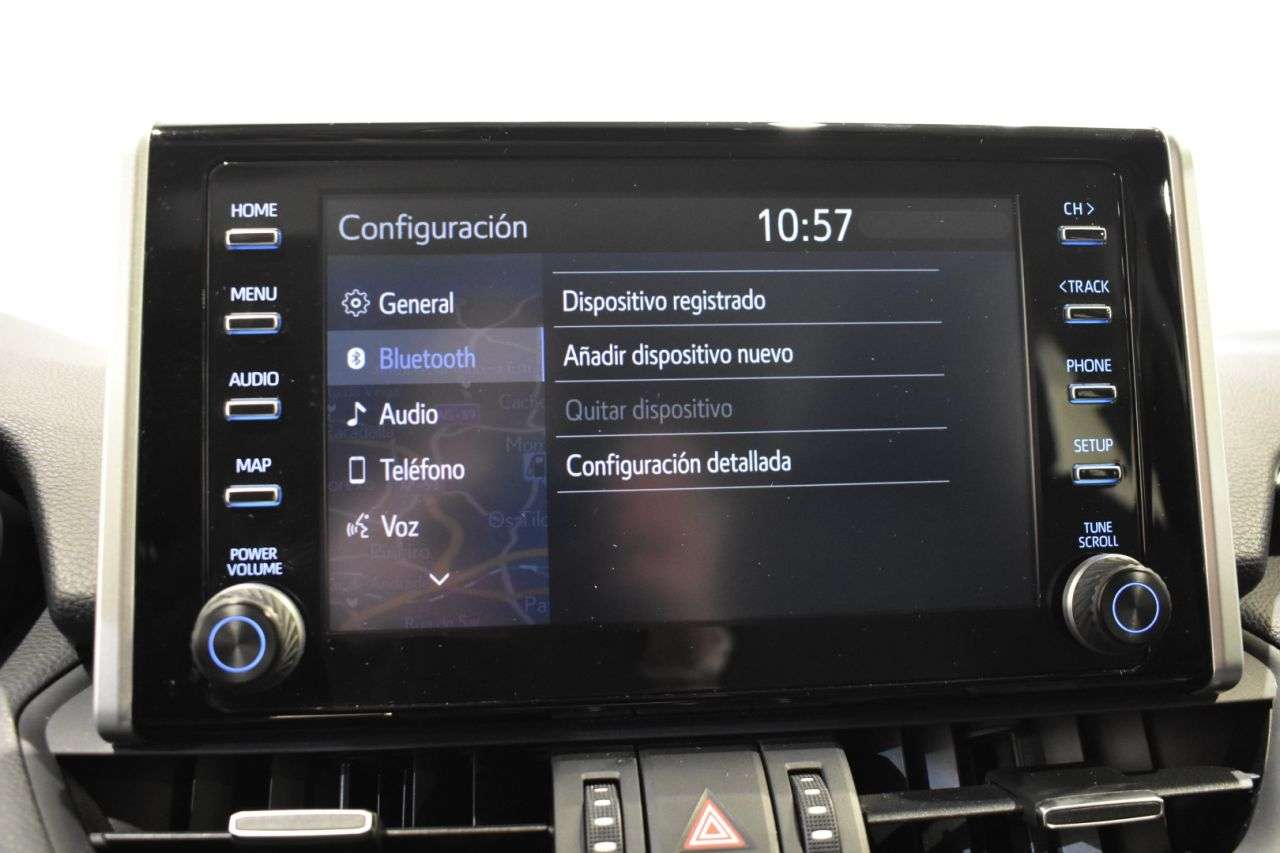 HOME
MENU
AUDIO
MAP
POWER
VOLUME
Configuración
10:57
General
Bluetooth
Audio
Teléfono
Voz
Dispositivo registrado
Añadir dispositivo nuevo
Quitar dispositivo
Configuración detallada
CH >
< TRACK
PHONE
SETUP
TUNE
SCROLL